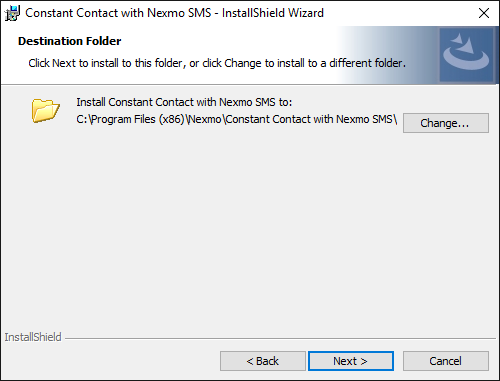 Constant Contact with Nexmo SMS - InstallShield Wizard
Destination Folder
Click Next to install to this folder, or click Change to install to a different folder.
Install Constant Contact with Nexmo SMS to:
C:\Program Files (x86)\Nexmo\Constant Contact with Nexmo SMS\
Change...
InstallShield
< Back
Next >
Cancel